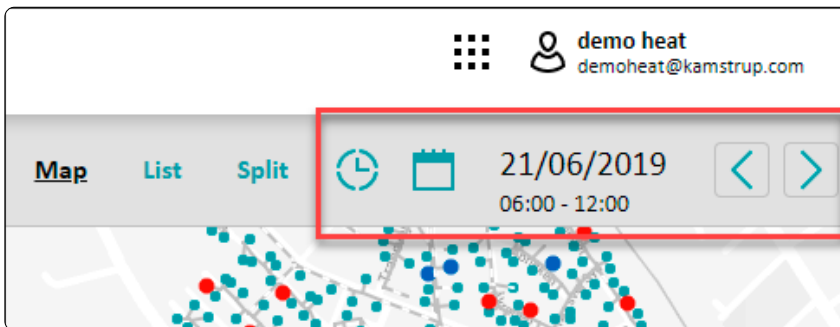 demo heat
demoheat@kamstrup.com
Map List Split
21/06/2019
06:00 - 12:00